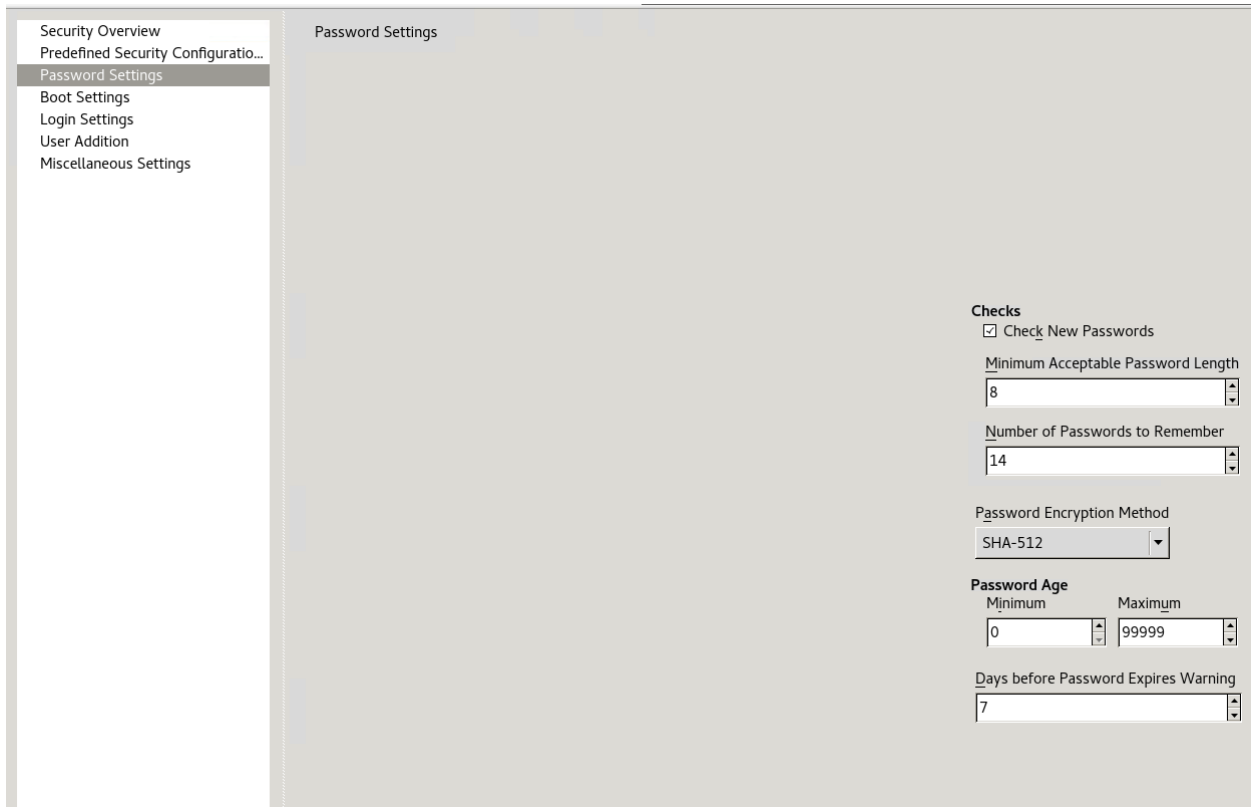 Security Overview
Predefined Security Configuratio...
Password Settings
Boot Settings
Login Settings
User Addition
Miscellaneous Settings
Password Settings
Checks
Check New Passwords
Minimum Acceptable Password Length
8
Number of Passwords to Remember
14
Password Encryption Method
SHA-512
Password Age
Minimum Maximum
0 99999
Days before Password Expires Warning
7